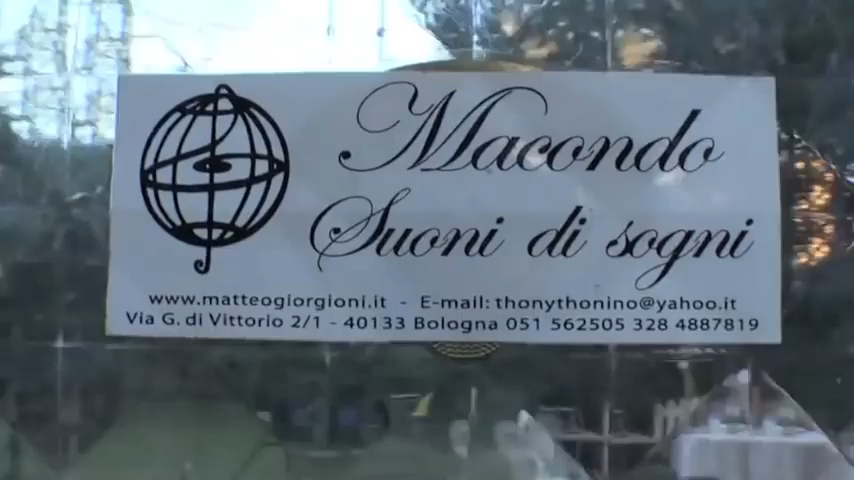 Macondo
Suoni di sogni
www.matteogiorgioni.it - E-mail: thonythonino@yahoo.it
Via G. di Vittorio 2/1 - 40133 Bologna 051 562505 328 4887819